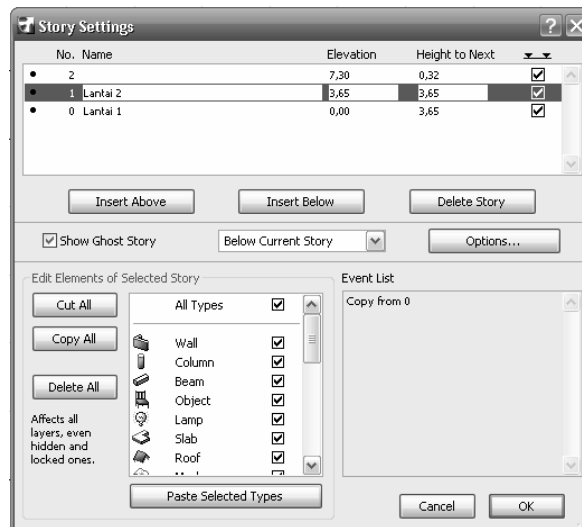 Story Settings
No. Name Elevation Height to Next
2 7,30 0,32
1 Lantai 2 3,65 3,65
0 Lantai 1 0,00 3,65
Insert Above Insert Below Delete Story
Show Ghost Story Below Current Story Options...
Edit Elements of Selected Story Event List
Cut All All Types Copy from 0
Copy All Wall
Column
Delete All Beam
Object
Affects all layers, even hidden and locked ones. Lamp
Slab
Roof
Paste Selected Types
Cancel OK